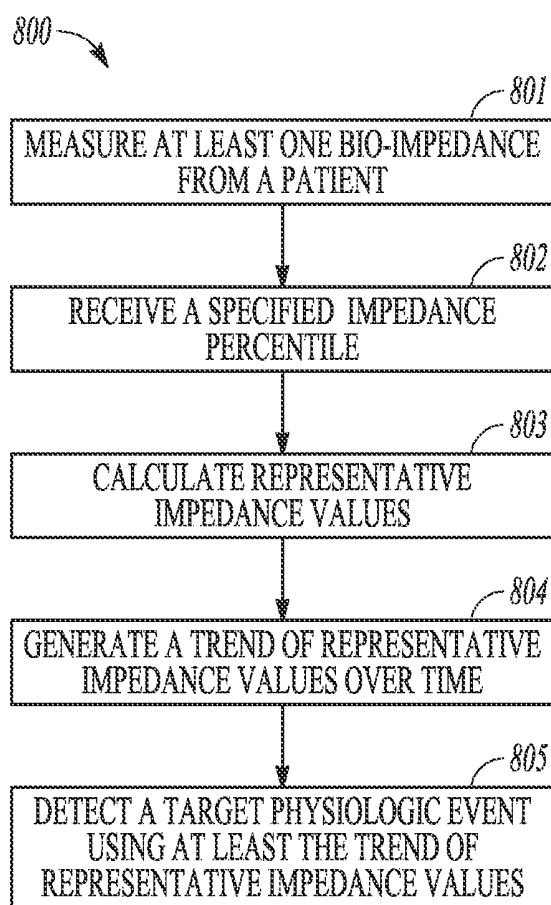 800
801
MEASURE AT LEAST ONE BIO-IMPEDANCE
FROM A PATIENT
802
RECEIVE A SPECIFIED IMPEDANCE
PERCENTILE
803
CALCULATE REPRESENTATIVE
IMPEDANCE VALUES
804
GENERATE A TREND OF REPRESENTATIVE
IMPEDANCE VALUES OVER TIME
805
DETECT A TARGET PHYSIOLOGIC EVENT
USING AT LEAST THE TREND OF
REPRESENTATIVE IMPEDANCE VALUES